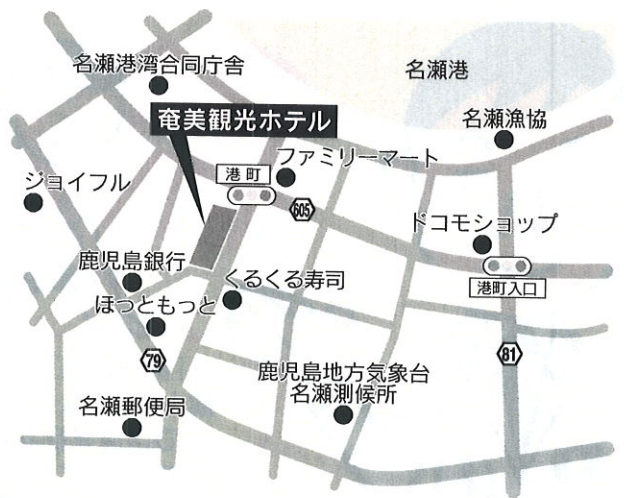 名瀬港湾合同庁舎
名瀬港
奄美観光ホテル
名瀬漁協
ファミリーマート
港町
ジョイフル
605
ドコモショップ
鹿児島銀行
くるくる寿司
港町入口
ほっともっと
79
81
鹿児島地方気象台
名瀬測候所
名瀬郵便局